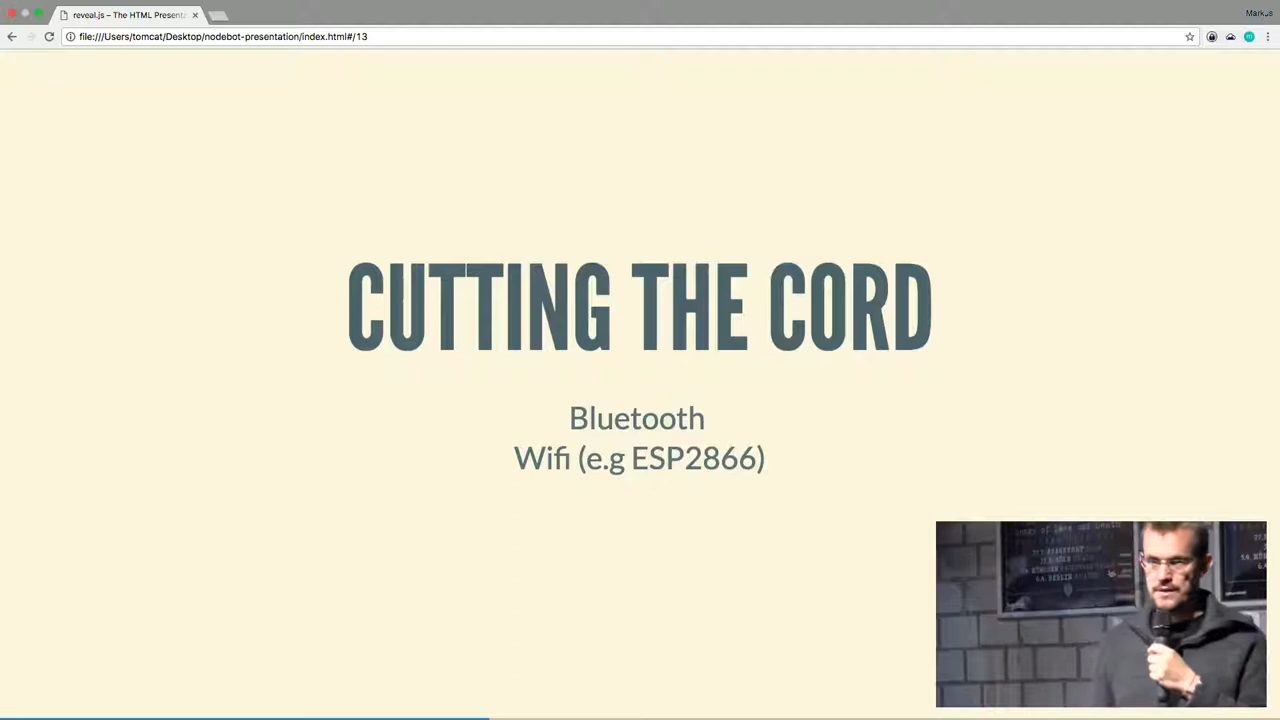 reveal.js – The HTML Presenta
Markus
file:///Users/tomcat/Desktop/nodebot-presentation/index.html#/13
CUTTING THE CORD
Bluetooth
Wifi (e.g ESP2866)